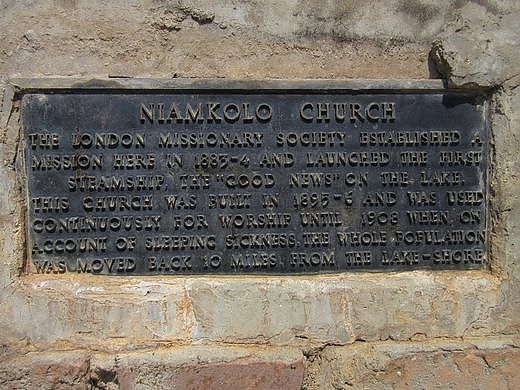 NIAMKOLO CHURCH
THE LONDON MISSIONARY SOCIETY ESTABLISHED A
MISSION HERE IN 1883-4 AND LAUNCHED THE FIRST
STEAMSHIP, THE "GOOD NEWS" ON THE LAKE.
THIS CHURCH WAS BUILT IN 1895-6 AND WAS USED
CONTINUOUSLY FOR WORSHIP UNTIL 1908 WHEN, ON
ACCOUNT OF SLEEPING SICKNESS, THE WHOLE POPULATION
WAS MOVED BACK 10 MILES FROM THE LAKE-SHORE